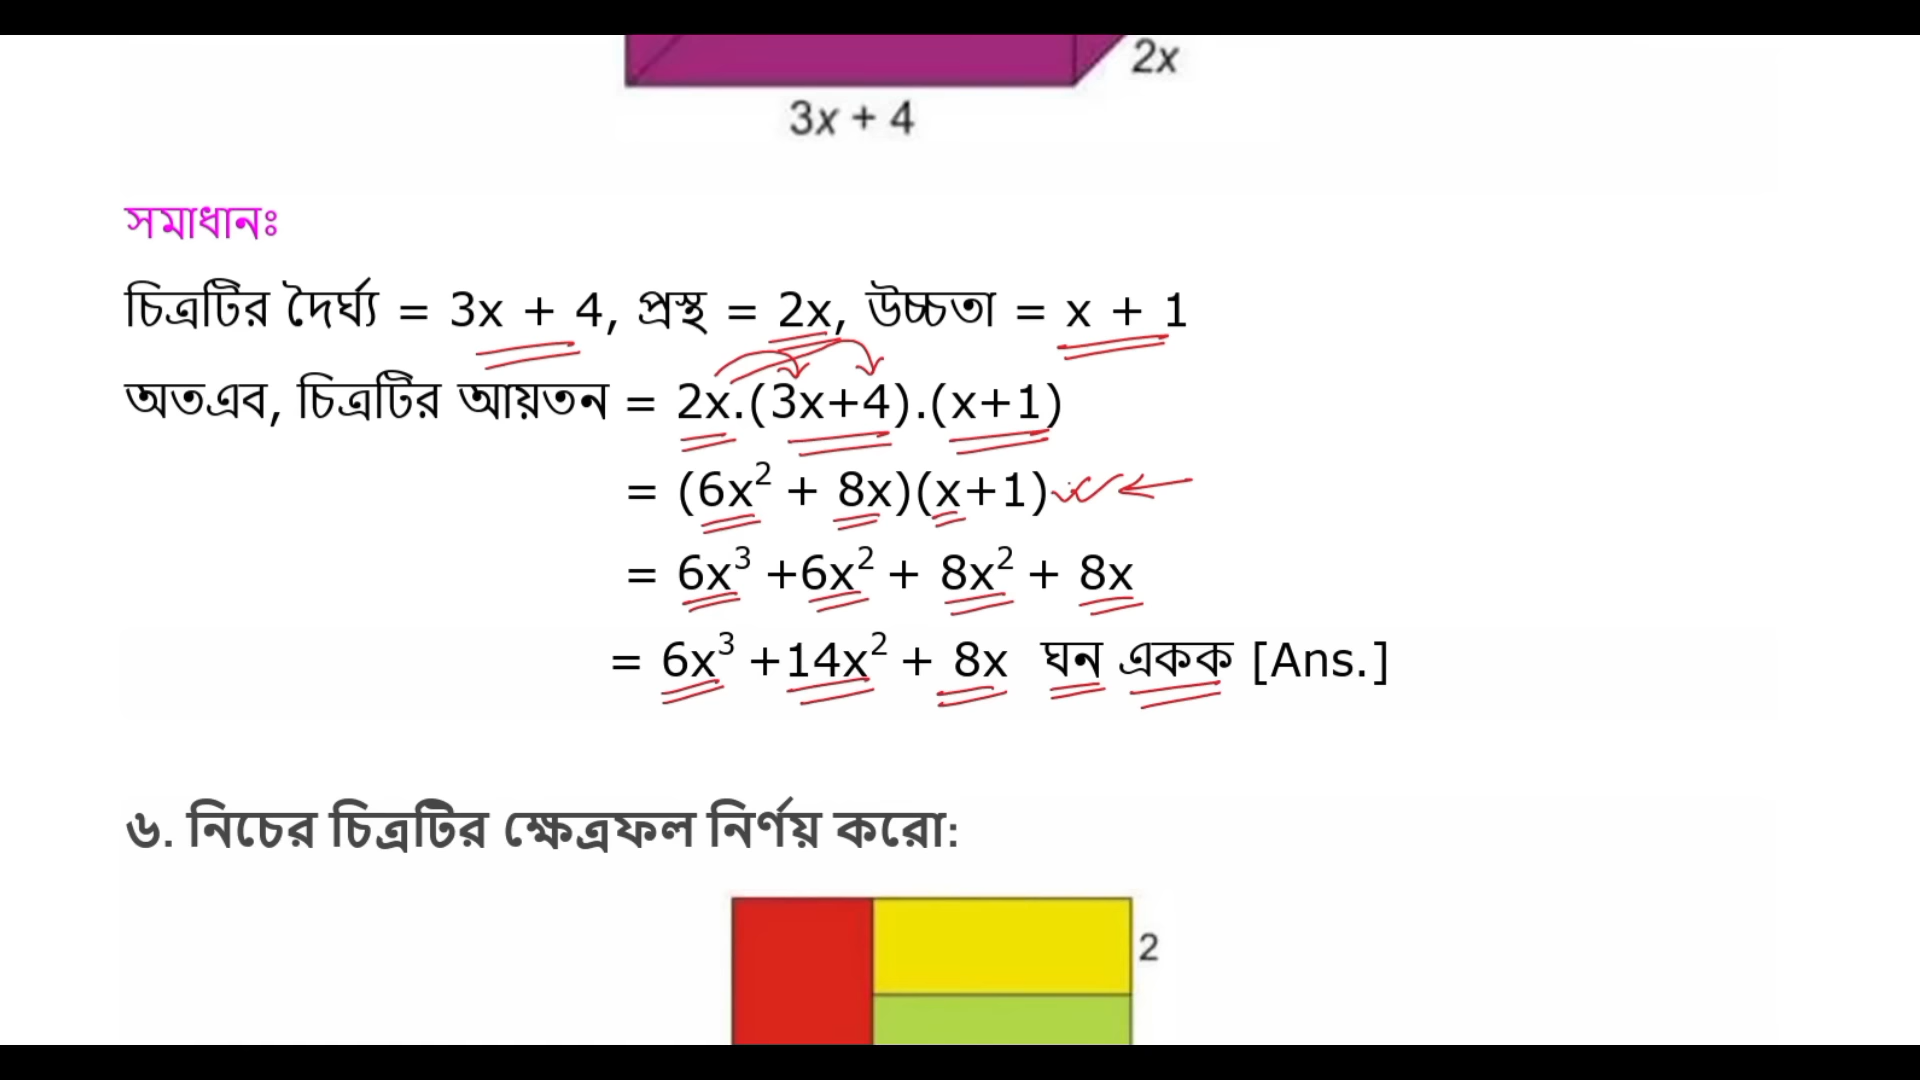 2x
3x + 4
সমাধানঃ
চিত্রটির দৈর্ঘ্য = 3x + 4, প্রস্থ = 2x, উচ্চতা = x + 1
অতএব, চিত্রটির আয়তন = 2x.(3x+4).(x+1)
= (6x² + 8x)(x+1)
= 6x³ +6x² + 8x² + 8x
= 6x³ +14x² + 8x ঘন একক [Ans.]
৬. নিচের চিত্রটির ক্ষেত্রফল নির্ণয় করো:
2